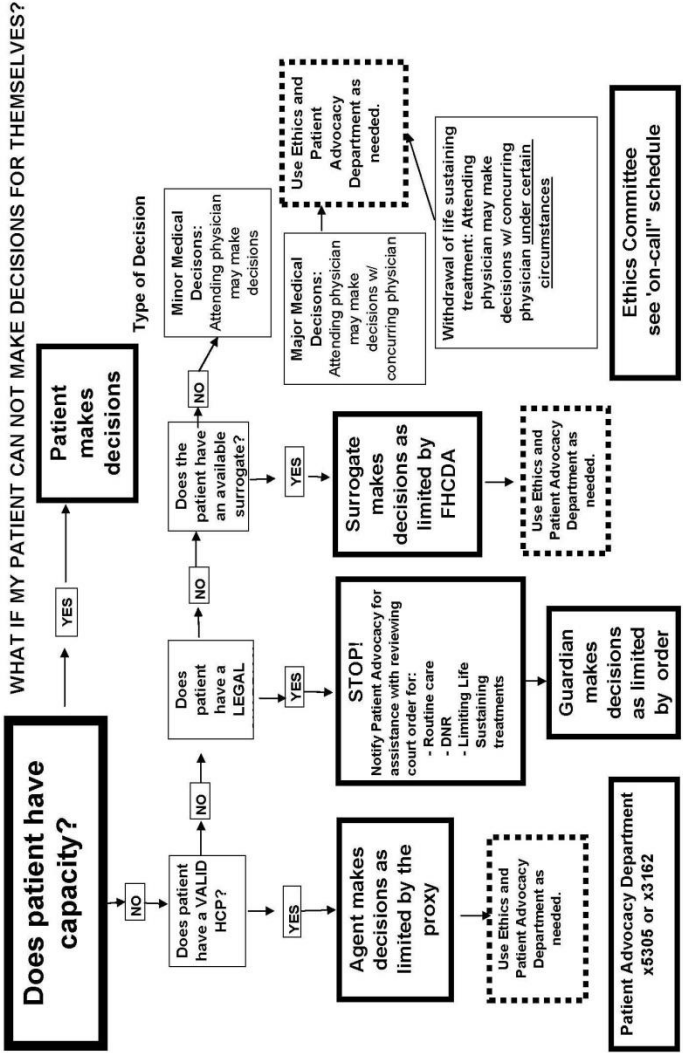 WHAT IF MY PATIENT CAN NOT MAKE DECISIONS FOR THEMSELVES?
Does patient have
capacity?
YES
Patient
makes
decisions
NO
Does patient
have a VALID
HCP?
NO
Does
patient
have a
LEGAL
NO
Does the
patient have
an available
surrogate?
NO
Type of Decision
Minor Medical
Decisons:
Attending physician
may make
decisions
YES
Agent makes
decisions as
limited by the
proxy
Use Ethics and
Patient Advocacy
Department as
needed.
YES
STOP!
Notify Patient Advocacy for
assistance with reviewing
court order for:
- Routine care
- DNR
- Limiting Life
Sustaining
treatments
Guardian
makes
decisions
as limited
by order
YES
Surrogate
makes
decisions as
limited by
FHCDA
Use Ethics and
Patient Advocacy
Department as
needed.
Major Medical
Decisons:
Attending physician
may make
decisions w/
concurring physician
Use Ethics and
Patient
Advocacy
Department as
needed.
Withdrawal of life sustaining
treatment: Attending
physician may make
decisions w/ concurring
physician under certain
circumstances
Patient Advocacy Department
x5305 or x3162
Ethics Committee
see 'on-call" schedule